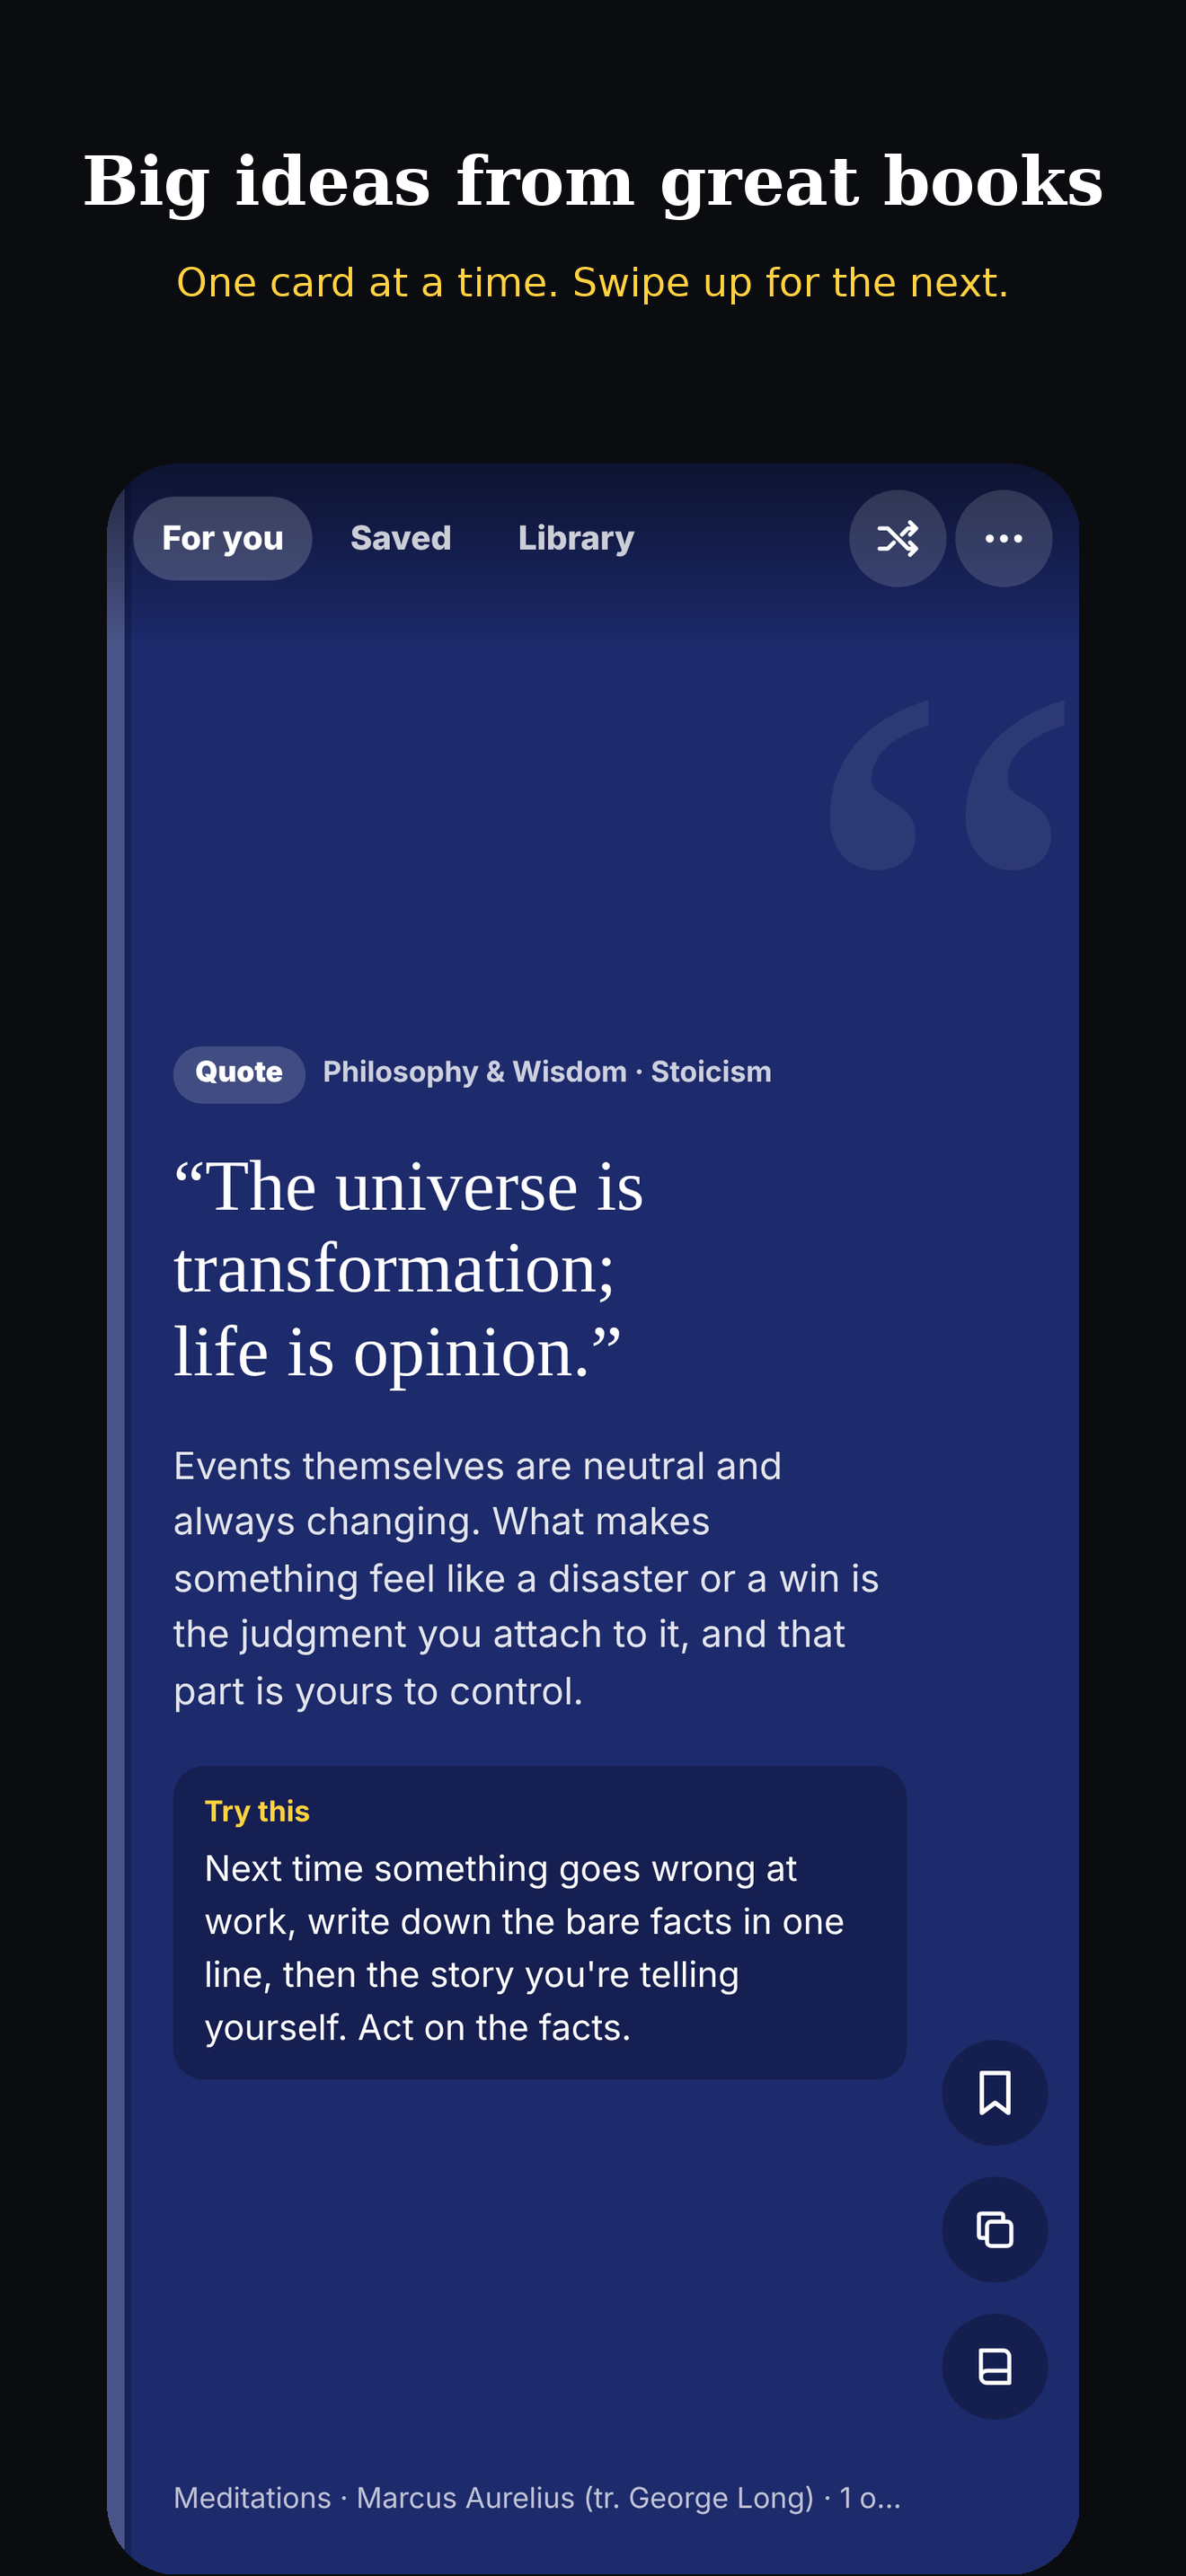 Big ideas from great books
One card at a time. Swipe up for the next.
For you Saved Library
“
Quote Philosophy & Wisdom · Stoicism
“The universe is
transformation;
life is opinion.”
Events themselves are neutral and
always changing. What makes
something feel like a disaster or a win is
the judgment you attach to it, and that
part is yours to control.
Try this
Next time something goes wrong at
work, write down the bare facts in one
line, then the story you're telling
yourself. Act on the facts.
Meditations · Marcus Aurelius (tr. George Long) · 1 o...